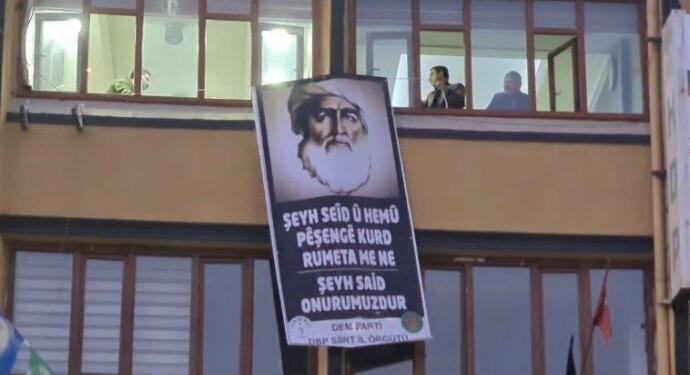 ŞEYH SEÎD Û HEMÛ
PÊŞENGÊ KURD
RUMETA ME NE
ŞEYH SAİD
ONURUMUZDUR
DEM PARTİ
DBP SİİRT İL ÖRGÜTÜ